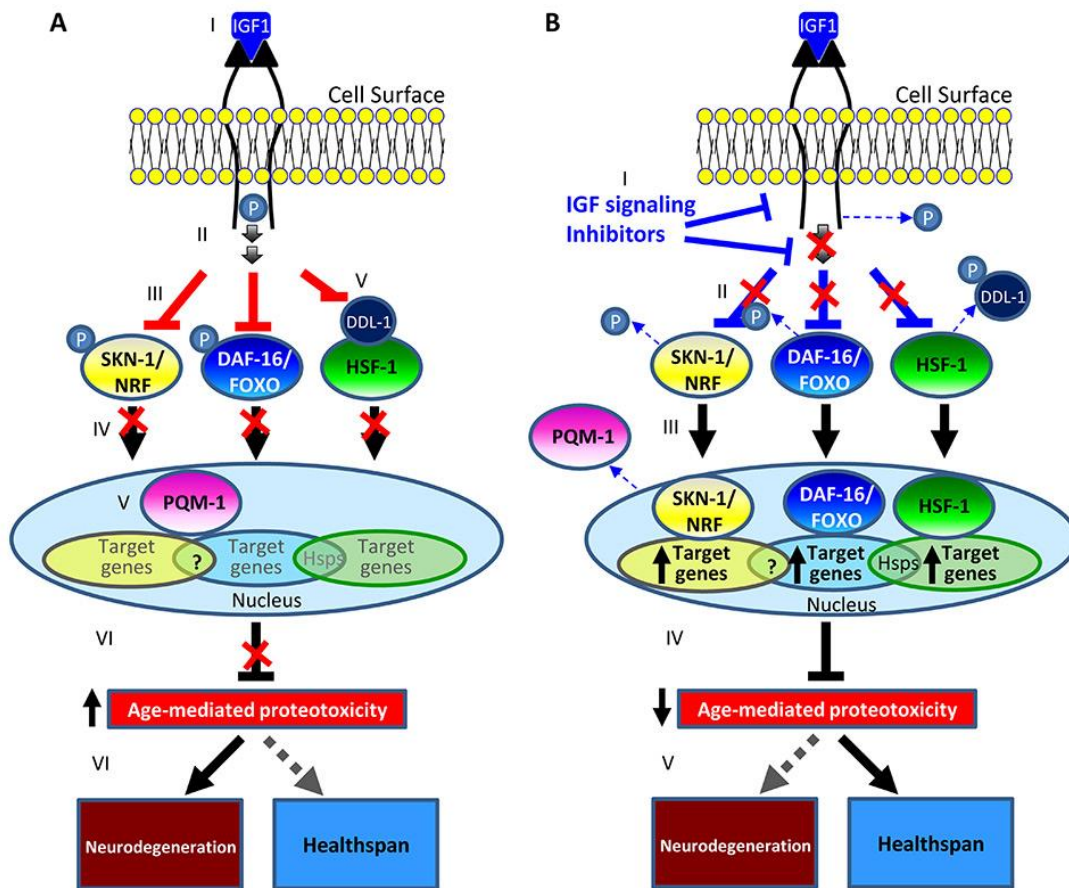 A
I
IGF1
Cell Surface
P
II
III
V
P
P
DDL-1
SKN-1/
NRF
DAF-16/
FOXO
HSF-1
IV
V
PQM-1
Target
genes
?
Target
genes
Hsps
Target
genes
Nucleus
VI
Age-mediated proteotoxicity
VI
Neurodegeneration
Healthspan
B
IGF1
Cell Surface
I
IGF signaling
Inhibitors
P
II
P
P
P
DDL-1
SKN-1/
NRF
DAF-16/
FOXO
HSF-1
III
PQM-1
SKN-1/
NRF
DAF-16/
FOXO
HSF-1
Target
genes
?
Target
genes
Hsps
Target
genes
Nucleus
IV
Age-mediated proteotoxicity
V
Neurodegeneration
Healthspan